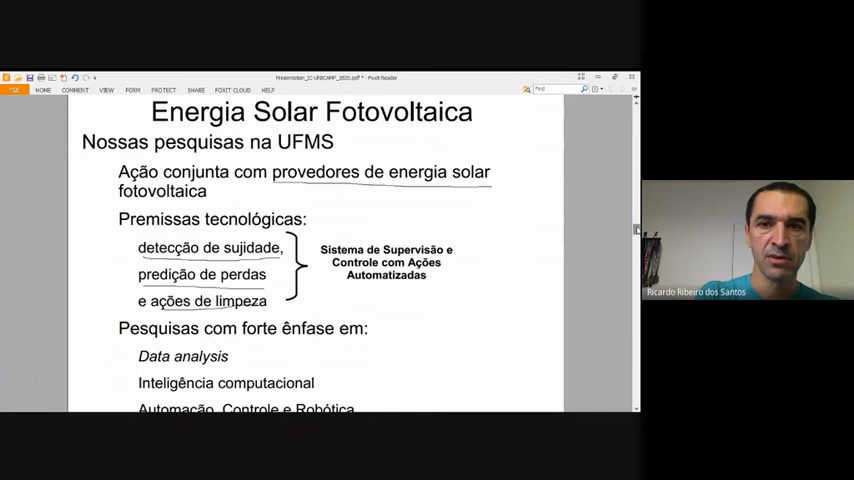 Presentation_IC-UNICAMP_2020.pdf * - Foxit Reader
FILE HOME COMMENT VIEW FORM PROTECT SHARE FOXIT CLOUD HELP
Find
Energia Solar Fotovoltaica
Nossas pesquisas na UFMS
Ação conjunta com provedores de energia solar
fotovoltaica
Premissas tecnológicas:
detecção de sujidade,
predição de perdas
e ações de limpeza
Sistema de Supervisão e
Controle com Ações
Automatizadas
Pesquisas com forte ênfase em:
Data analysis
Inteligência computacional
Automação, Controle e Robótica
Ricardo Ribeiro dos Santos